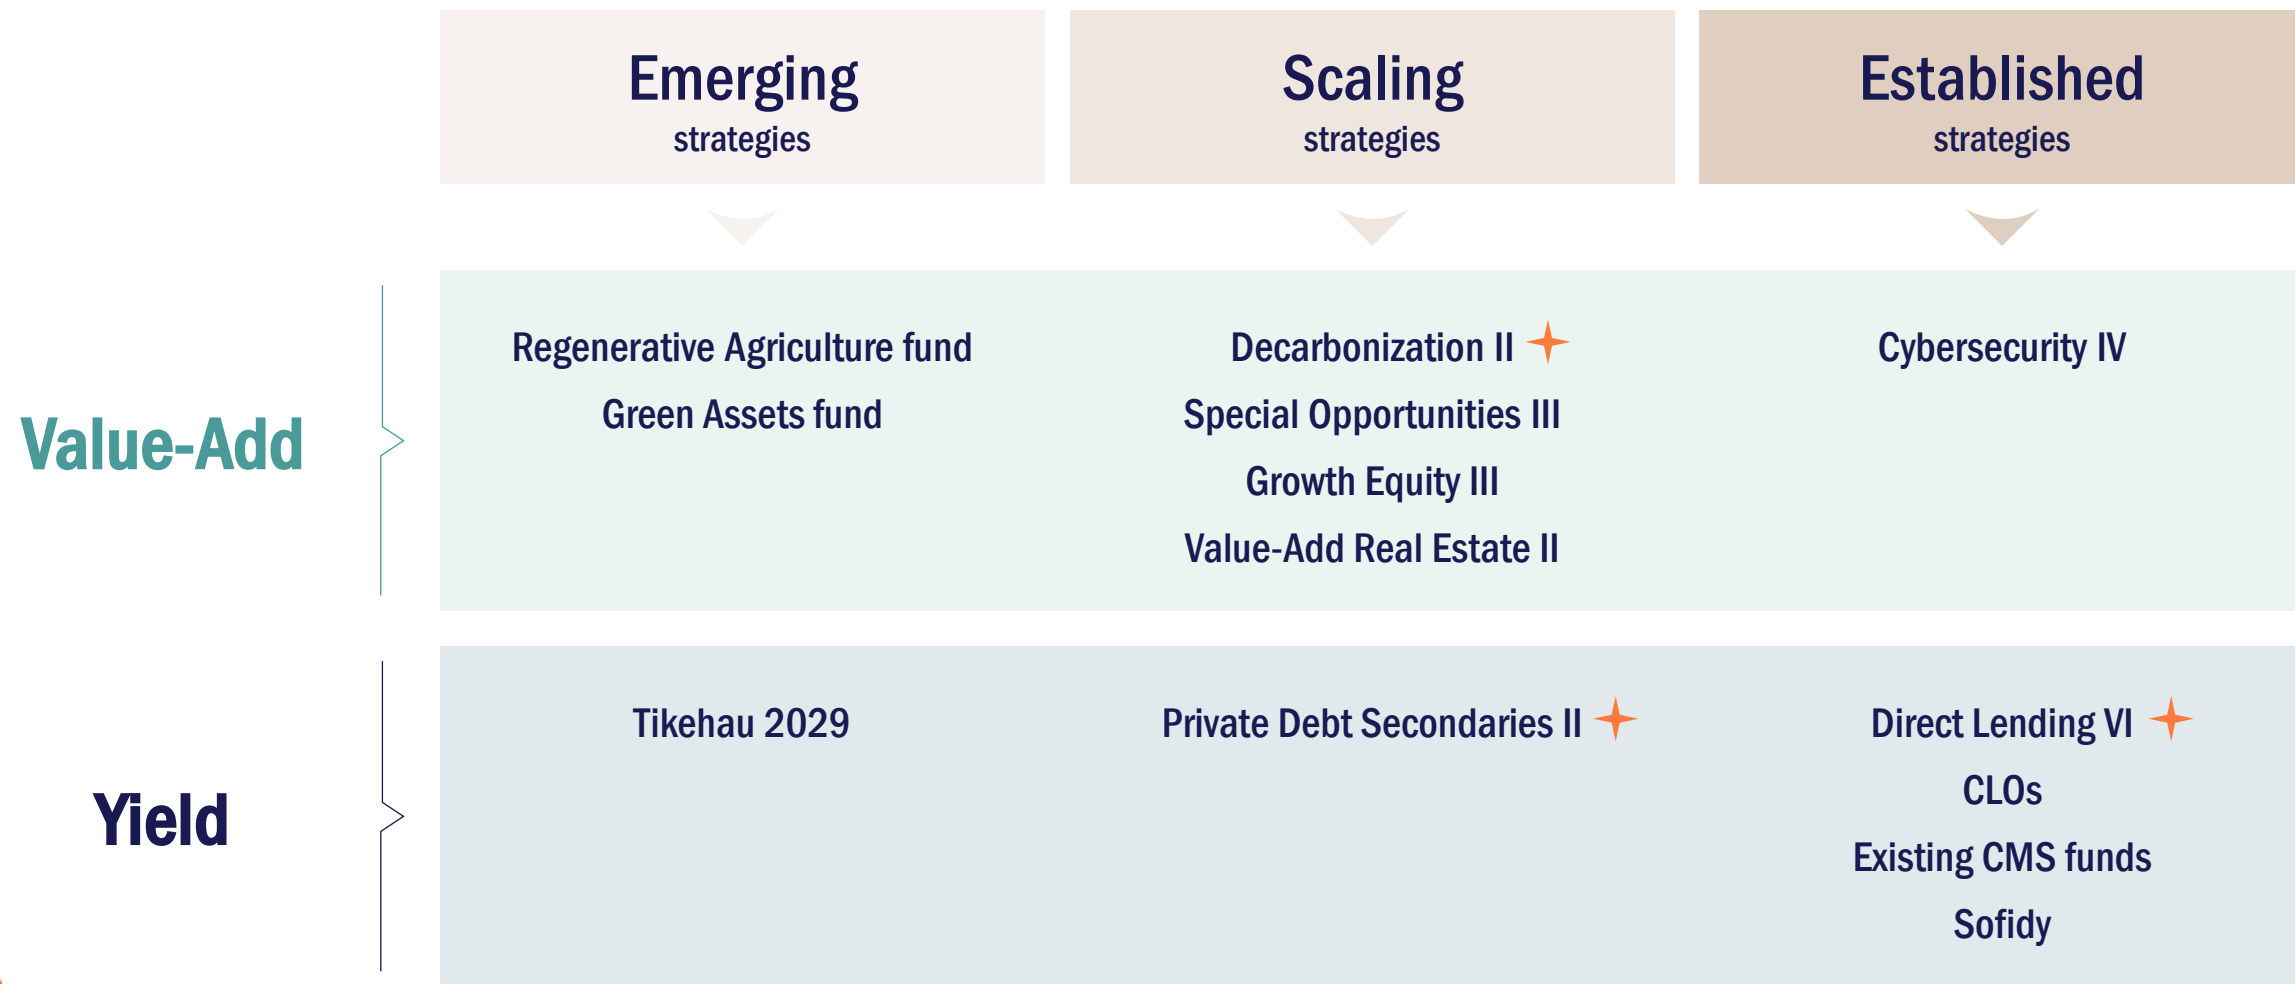 Emerging
strategies
Scaling
strategies
Established
strategies
Value-Add
Regenerative Agriculture fund
Green Assets fund
Decarbonization II
Special Opportunities III
Growth Equity III
Value-Add Real Estate II
Cybersecurity IV
Yield
Tikehau 2029
Private Debt Secondaries II
Direct Lending VI
CLOs
Existing CMS funds
Sofidy